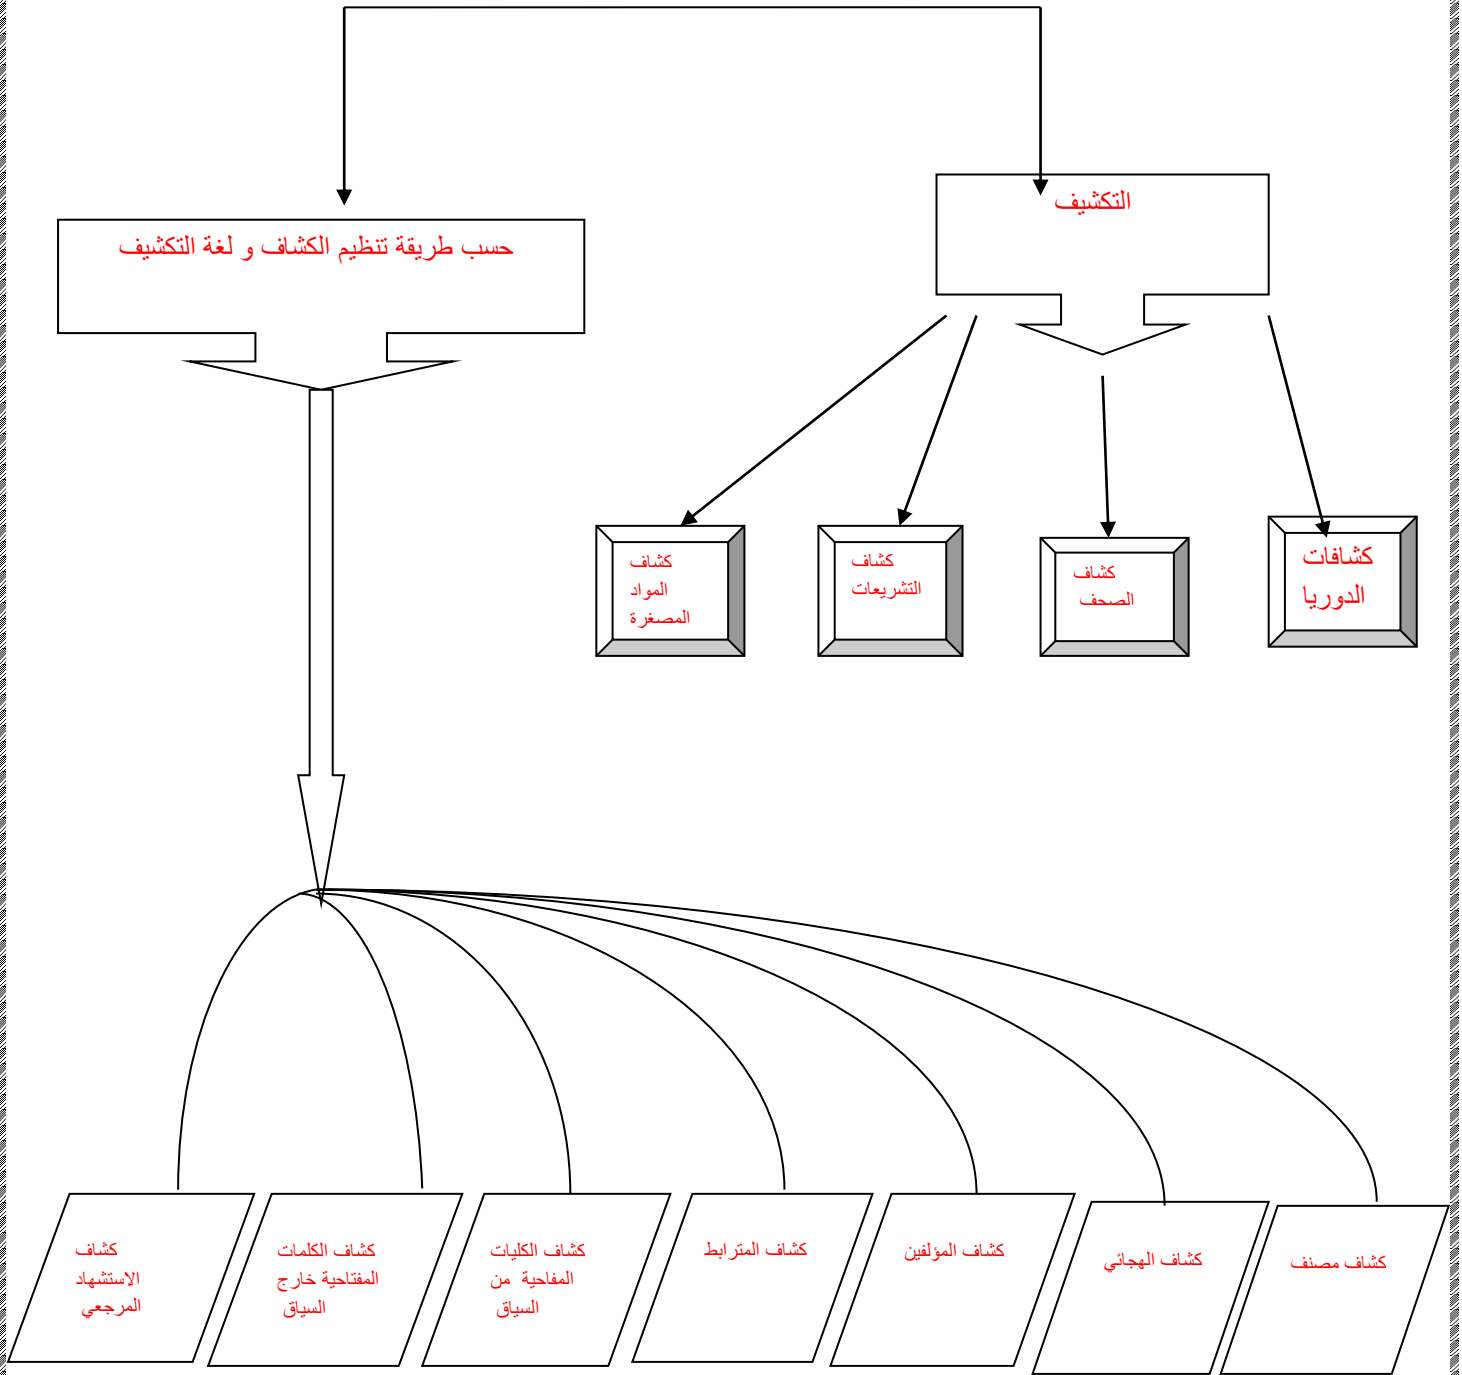 التكشيف
حسب طريقة تنظيم الكشاف و لغة التكشيف
كشافات
الدوريا
كشاف
الصحف
كشاف
التشريعات
كشاف
المواد
المصغرة
كشاف مصنف
كشاف الهجائي
كشاف المؤلفين
كشاف المترابط
كشاف الكليات
المفاحية من
السياق
كشاف الكلمات
المفتاحية خارج
السياق
كشاف
الاستشهاد
المرجعي